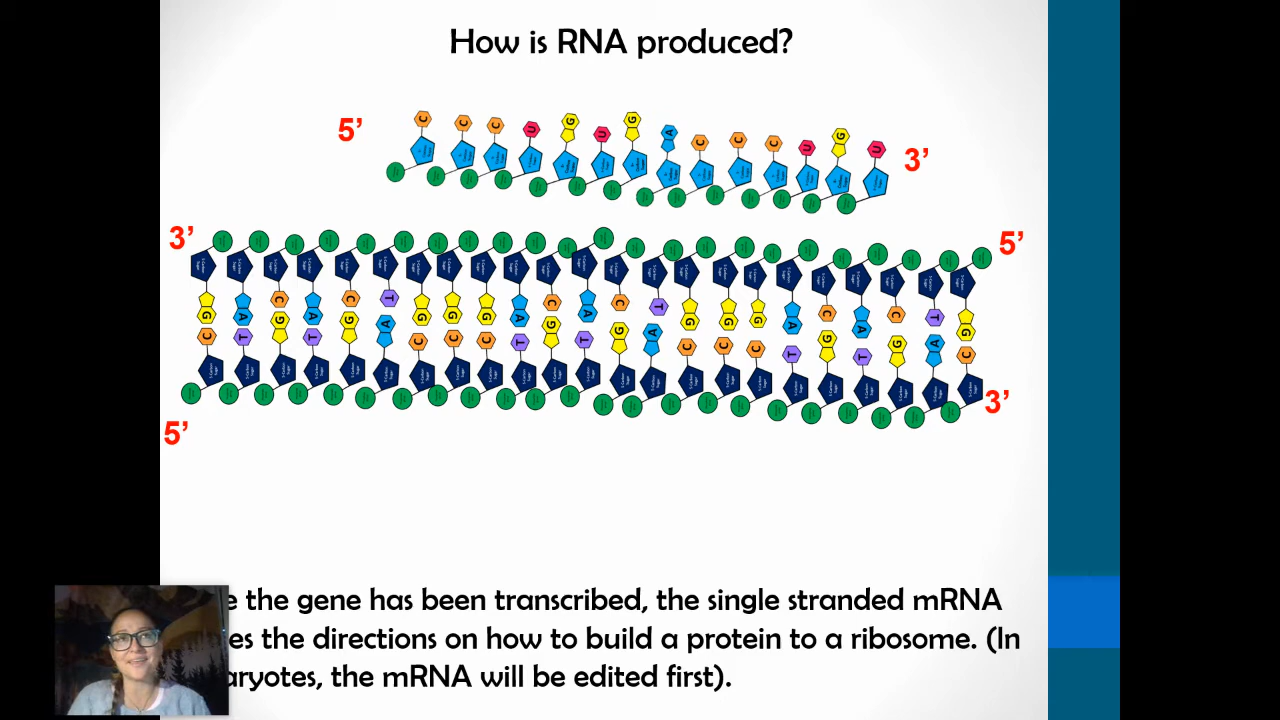 How is RNA produced?
5’
C C C U G U G A C C C U G U
3’
3’
5’
G A C A C T G G G A C A C T G G G A C A C T G
C T G T G A C C C T G T G A C C C T G T G A C
5’
3’
e the gene has been transcribed, the single stranded mRNA
es the directions on how to build a protein to a ribosome. (In
aryotes, the mRNA will be edited first).